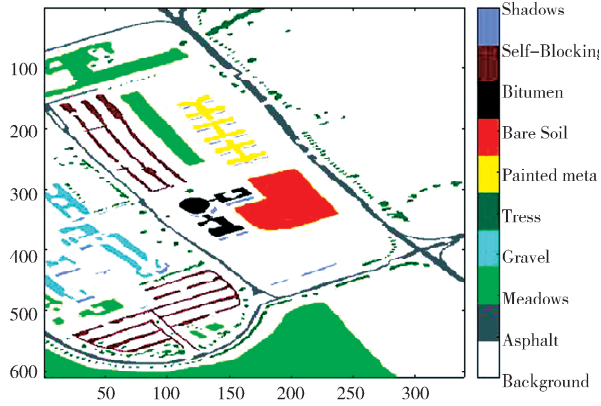 Shadows
Self-Blocking
Bitumen
Bare Soil
Painted meta
Tress
Gravel
Meadows
Asphalt
Background
100
200
300
400
500
600
50
100
150
200
250
300